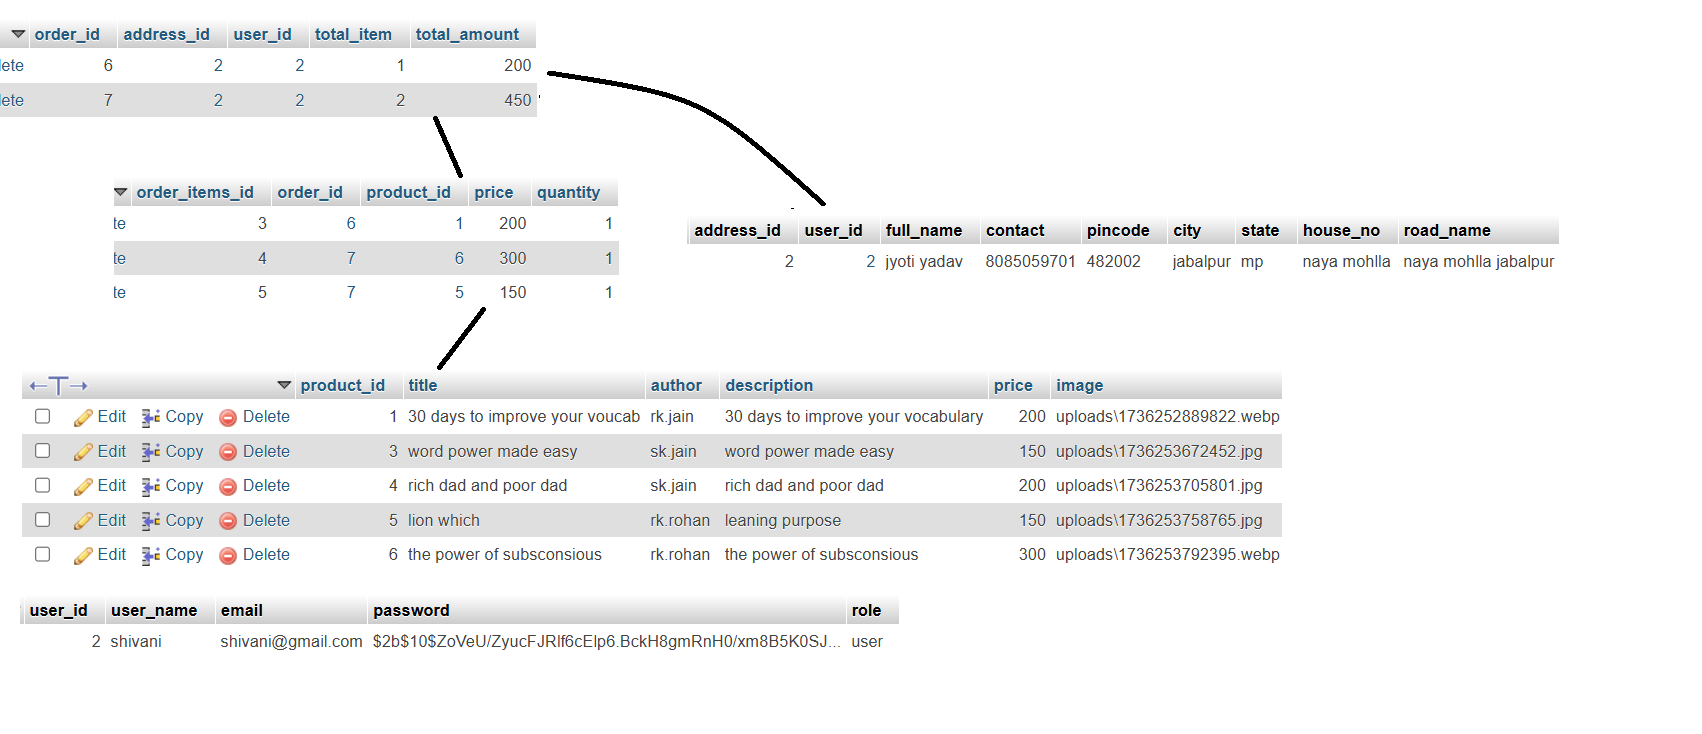 order_id address_id user_id total_item total_amount
lete 6 2 2 1 200
lete 7 2 2 2 450
order_items_id order_id product_id price quantity
te 3 6 1 200 1
te 4 7 6 300 1
te 5 7 5 150 1
address_id user_id full_name contact pincode city state house_no road_name
2 2 jyoti yadav 8085059701 482002 jabalpur mp naya mohlla naya mohlla jabalpur
product_id title author description price image
Edit Copy Delete 1 30 days to improve your voucab rk.jain 30 days to improve your vocabulary 200 uploads\1736252889822.webp
Edit Copy Delete 3 word power made easy sk.jain word power made easy 150 uploads\1736253672452.jpg
Edit Copy Delete 4 rich dad and poor dad sk.jain rich dad and poor dad 200 uploads\1736253705801.jpg
Edit Copy Delete 5 lion which rk.rohan leaning purpose 150 uploads\1736253758765.jpg
Edit Copy Delete 6 the power of subsconsious rk.rohan the power of subsconsious 300 uploads\1736253792395.webp
user_id user_name email password role
2 shivani shivani@gmail.com $2b$10$ZoVeU/ZyucFJRlf6cElp6.BckH8gmRnH0/xm8B5K0SJ... user